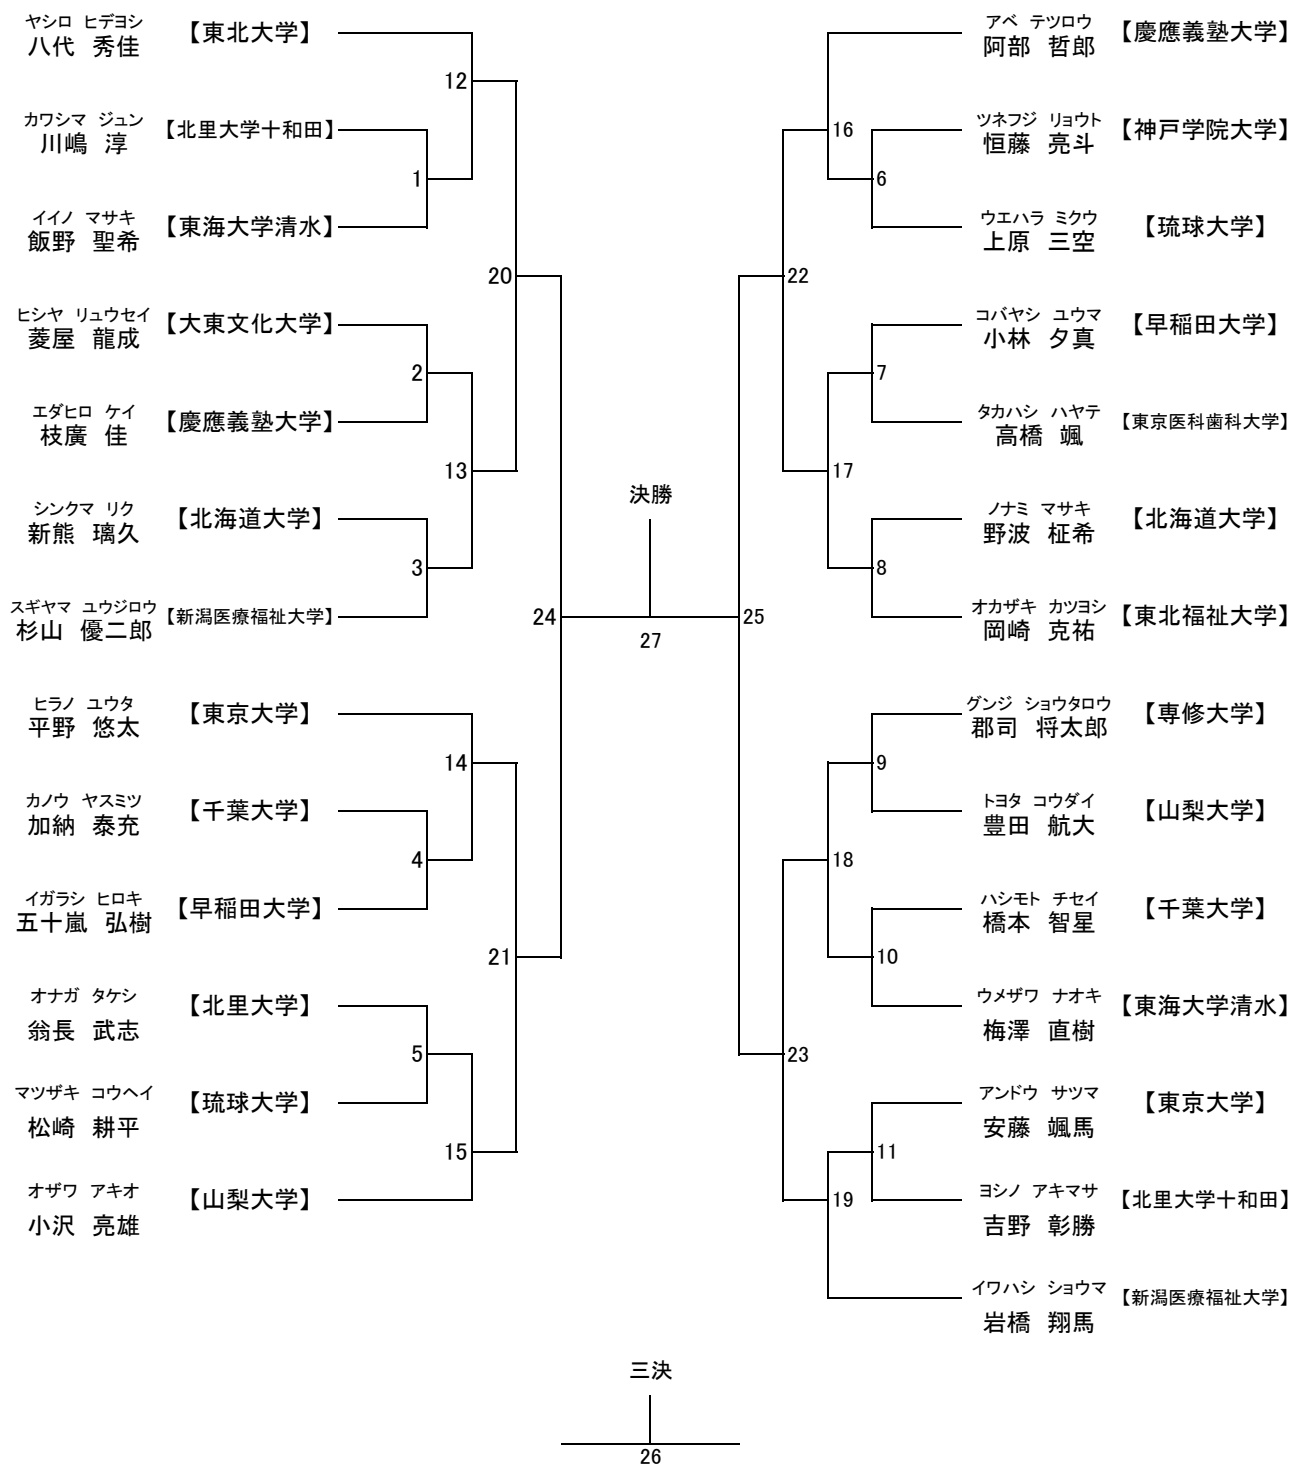 ヤシロ ヒデヨシ
八代 秀佳 【東北大学】
12
カワシマ ジュン
川嶋 淳 【北里大学十和田】
1
イイノ マサキ
飯野 聖希 【東海大学清水】
20
ヒシヤ リュウセイ
菱屋 龍成 【大東文化大学】
2
エダヒロ ケイ
枝廣 佳 【慶應義塾大学】
13
シンクマ リク
新熊 璃久 【北海道大学】
3
スギヤマ ユウジロウ
杉山 優二郎 【新潟医療福祉大学】
24
ヒラノ ユウタ
平野 悠太 【東京大学】
14
カノウ ヤスミツ
加納 泰充 【千葉大学】
4
イガラシ ヒロキ
五十嵐 弘樹 【早稲田大学】
21
オナガ タケシ
翁長 武志 【北里大学】
5
マツザキ コウヘイ
松崎 耕平 【琉球大学】
15
オザワ アキオ
小沢 亮雄 【山梨大学】
決勝
27
アベ テツロウ
阿部 哲郎 【慶應義塾大学】
16
ツネフジ リョウト
恒藤 亮斗 【神戸学院大学】
6
ウエハラ ミクウ
上原 三空 【琉球大学】
22
コバヤシ ユウマ
小林 夕真 【早稲田大学】
7
タカハシ ハヤテ
高橋 颯 【東京医科歯科大学】
17
ノナミ マサキ
野波 柾希 【北海道大学】
8
オカザキ カツヨシ
岡崎 克祐 【東北福祉大学】
25
グンジ ショウタロウ
郡司 将太郎 【専修大学】
9
トヨタ コウダイ
豊田 航大 【山梨大学】
18
ハシモト チセイ
橋本 智星 【千葉大学】
10
ウメザワ ナオキ
梅澤 直樹 【東海大学清水】
23
アンドウ サツマ
安藤 颯馬 【東京大学】
11
ヨシノ アキマサ
吉野 彰勝 【北里大学十和田】
19
イワハシ ショウマ
岩橋 翔馬 【新潟医療福祉大学】
三決
26